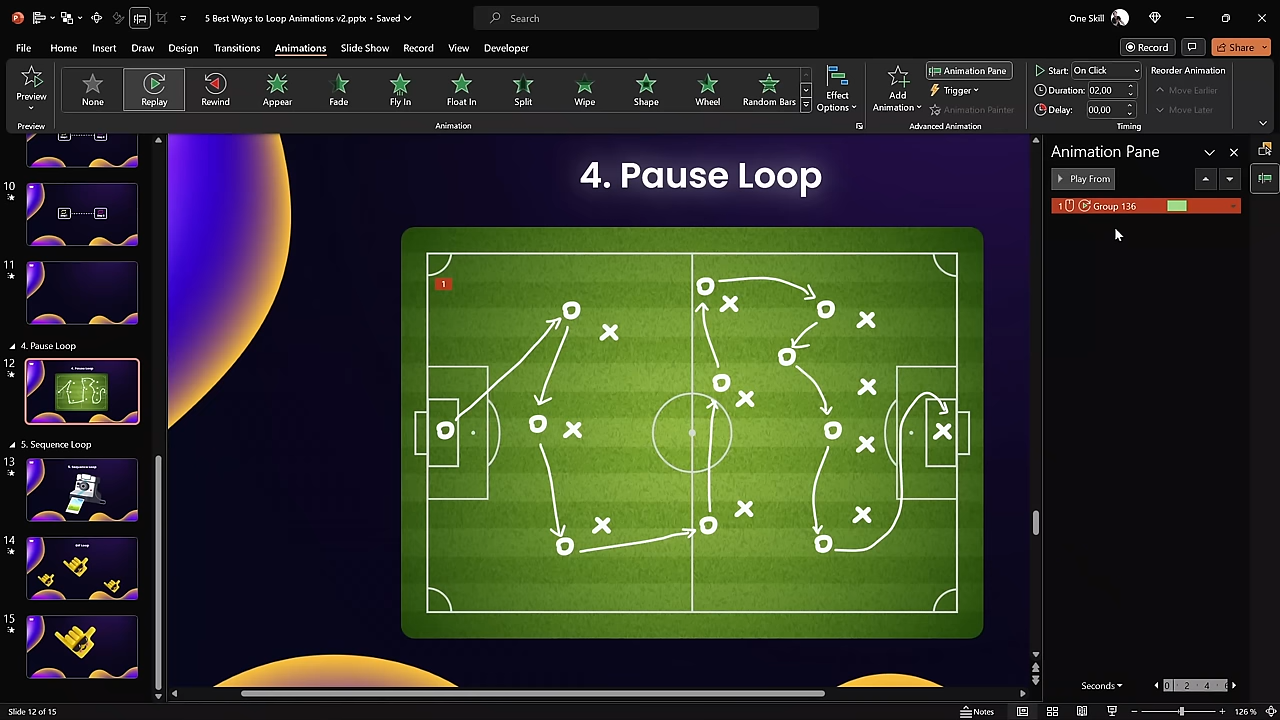 5 Best Ways to Loop Animations v2.pptx • Saved
Search
One Skill
File Home Insert Draw Design Transitions Animations Slide Show Record View Developer
Record
Share
Preview
None
Replay
Rewind
Appear
Fade
Fly In
Float In
Split
Wipe
Shape
Wheel
Random Bars
Effect Options
Add Animation
Animation Pane
Trigger
Animation Painter
Start: On Click
Duration: 02,00
Delay: 00,00
Reorder Animation
Move Earlier
Move Later
Preview
Animation
Advanced Animation
Timing
10
11
4. Pause Loop
12
5. Sequence Loop
13
14
15
4. Pause Loop
1
Animation Pane
Play From
1 Group 136
Seconds
0 2 4 6
Slide 12 of 15
Notes
126 %